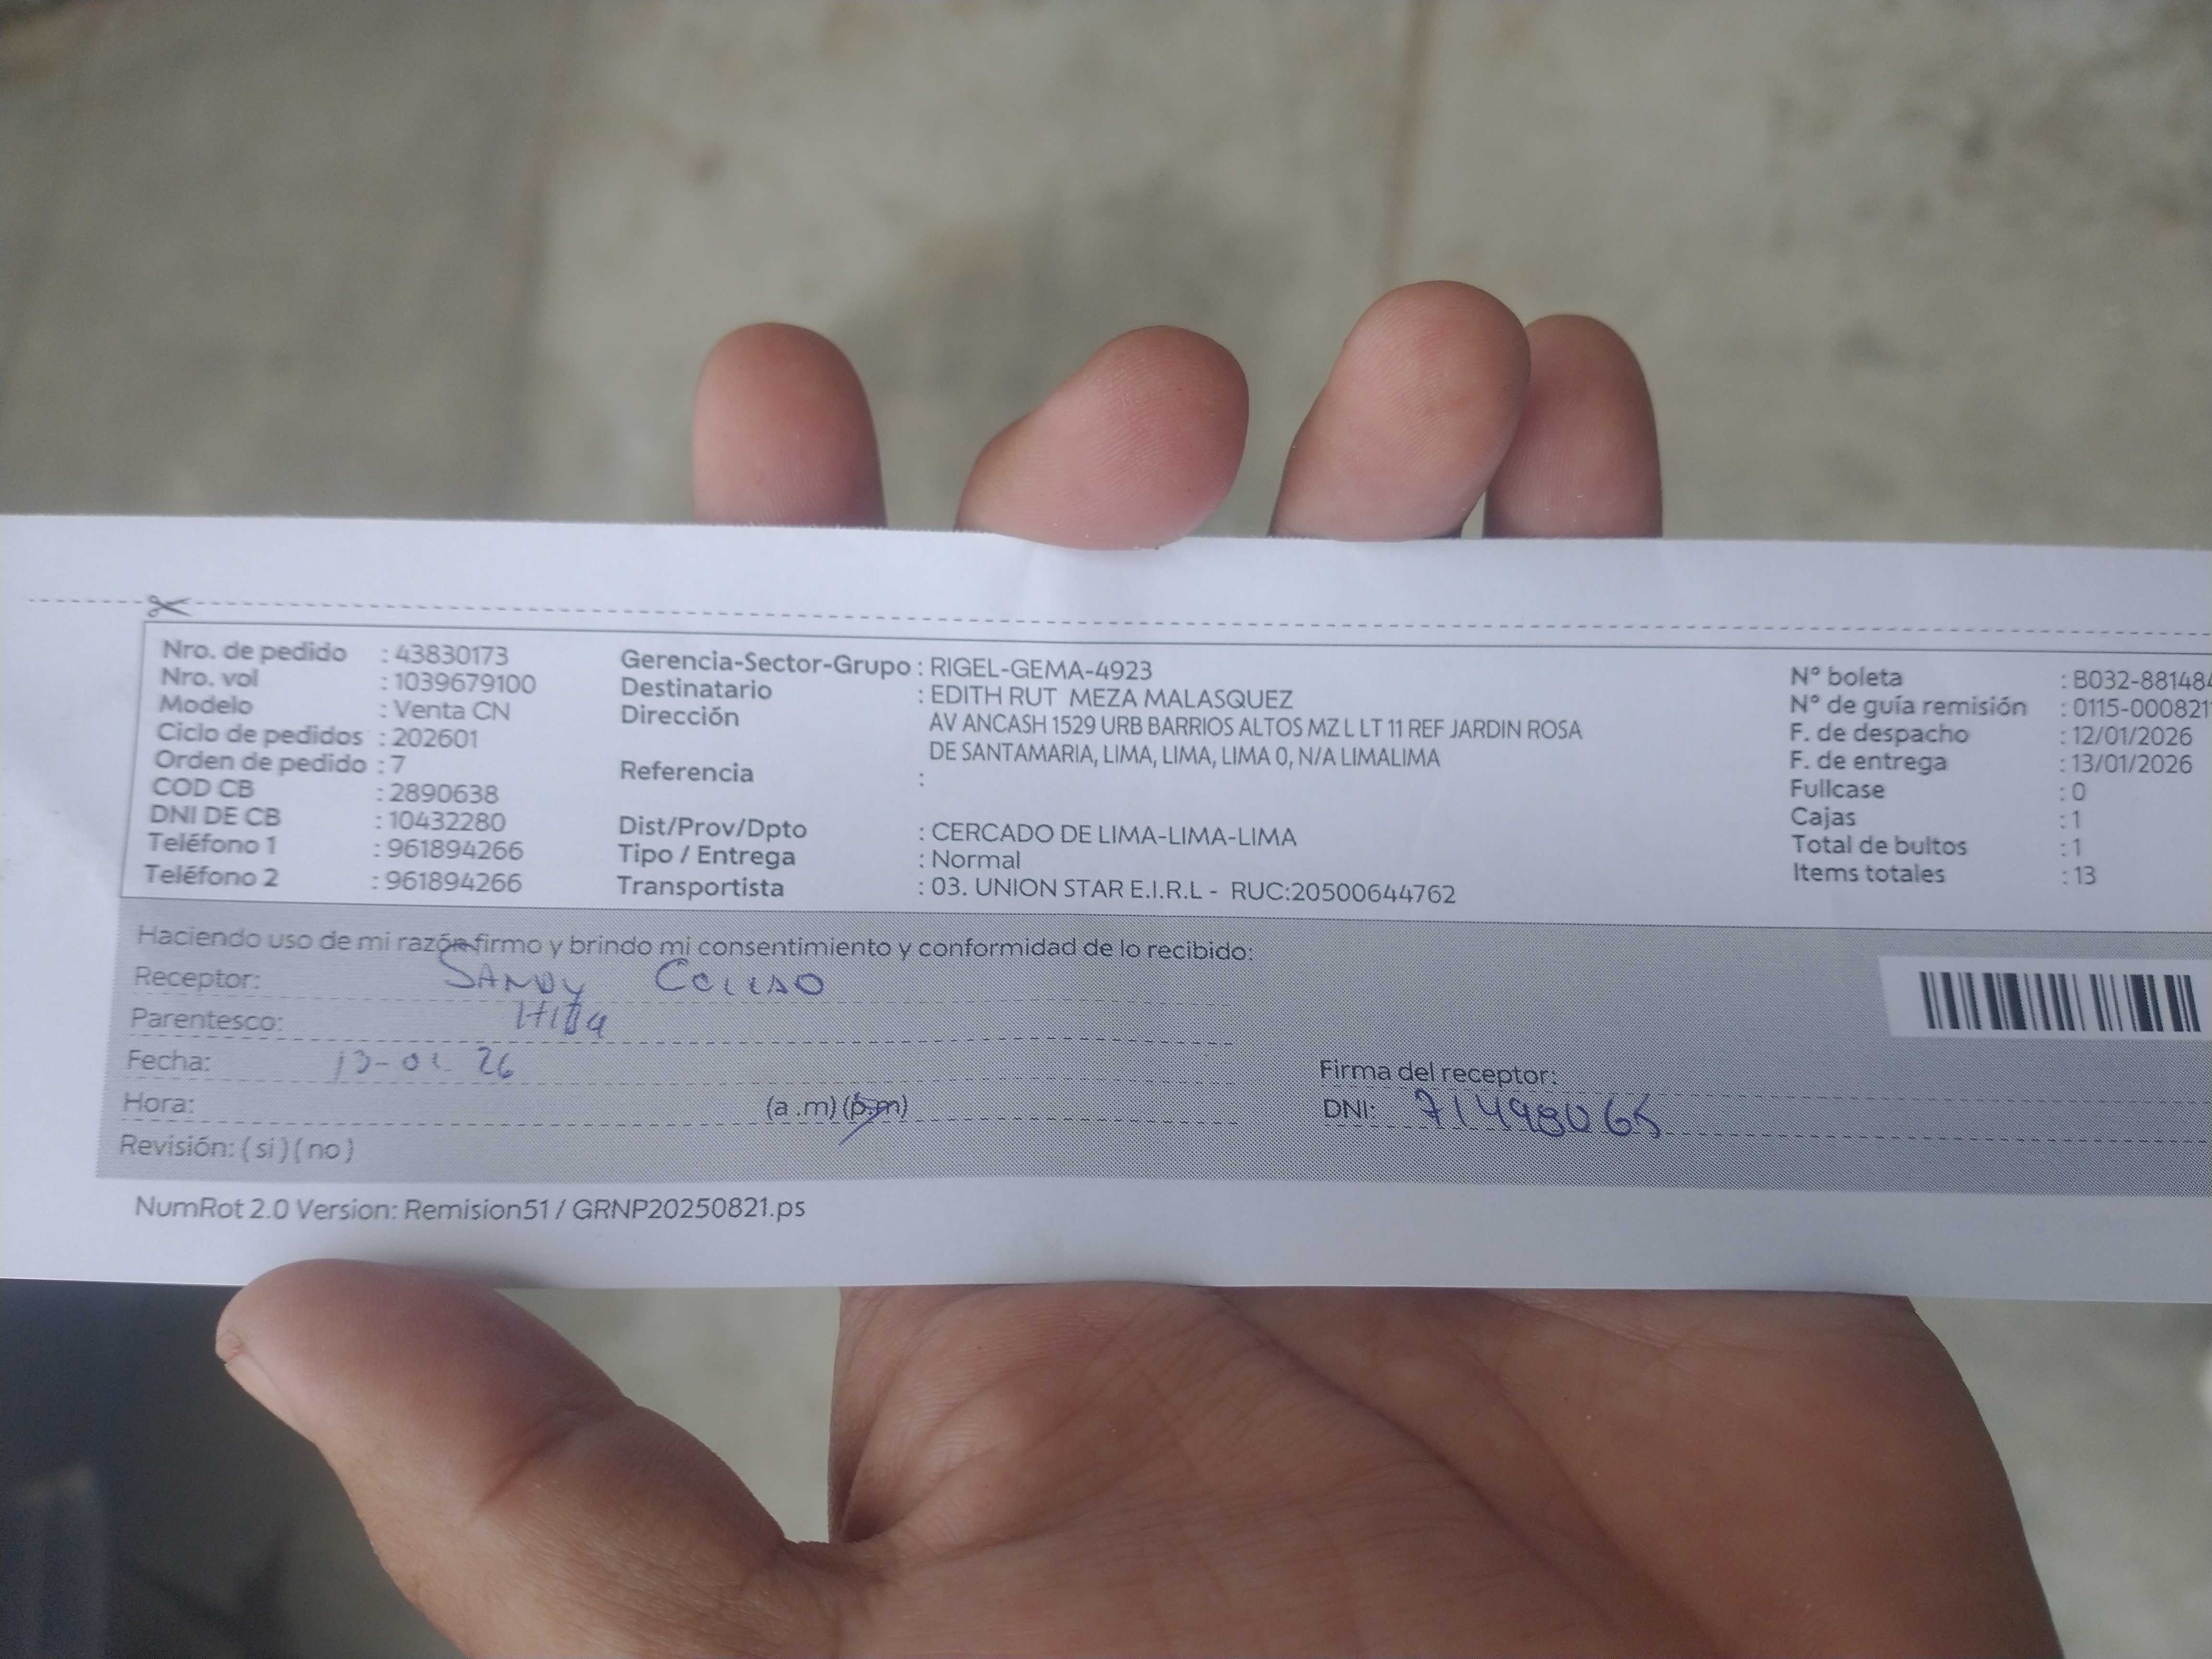 Nro. de pedido : 43830173
Nro. vol : 1039679100
Modelo : Venta CN
Ciclo de pedidos : 202601
Orden de pedido : 7
COD CB : 2890638
DNI DE CB : 10432280
Teléfono 1 : 961894266
Teléfono 2 : 961894266
Gerencia-Sector-Grupo : RIGEL-GEMA-4923
Destinatario : EDITH RUT MEZA MALASQUEZ
Dirección : AV ANCASH 1529 URB BARRIOS ALTOS MZ L LT 11 REF JARDIN ROSA
DE SANTAMARIA, LIMA, LIMA, LIMA 0, N/A LIMALIMA
Referencia :
Dist/Prov/Dpto : CERCADO DE LIMA-LIMA-LIMA
Tipo / Entrega : Normal
Transportista : 03. UNION STAR E.I.R.L - RUC:20500644762
N° boleta : B032-881484
N° de guía remisión : 0115-000821
F. de despacho : 12/01/2026
F. de entrega : 13/01/2026
Fullcase : 0
Cajas : 1
Total de bultos : 1
Items totales : 13
Haciendo uso de mi razón firmo y brindo mi consentimiento y conformidad de lo recibido:
Receptor: SANDY
Parentesco: Hija
Fecha: 13-01-26
Hora: (a .m) (p.m)
Revisión: ( si ) ( no )
Firma del receptor:
DNI: 71498065
NumRot 2.0 Version: Remision51 / GRNP20250821.ps